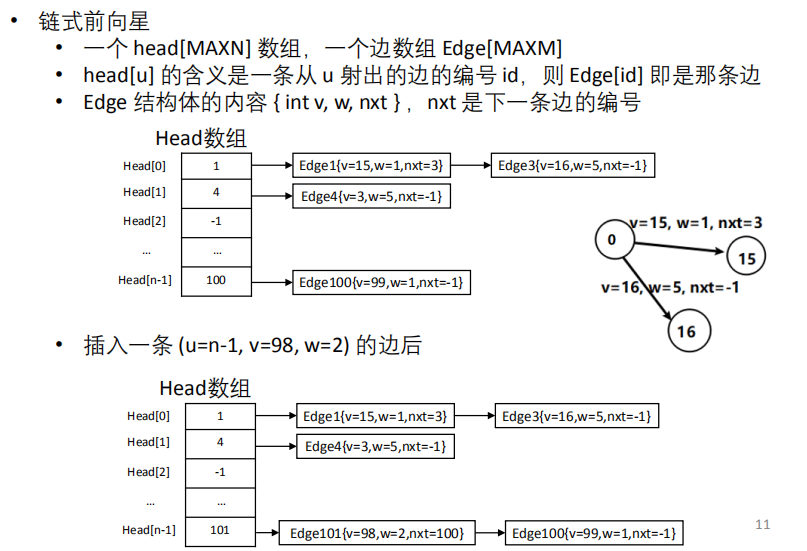 • 链式前向星
• 一个 head[MAXN] 数组，一个边数组 Edge[MAXM]
• head[u] 的含义是一条从 u 射出的边的编号 id，则 Edge[id] 即是那条边
• Edge 结构体的内容 { int v, w, nxt } ，nxt 是下一条边的编号
Head数组
Head[0] 1 Edge1{v=15,w=1,nxt=3} Edge3{v=16,w=5,nxt=-1}
Head[1] 4 Edge4{v=3,w=5,nxt=-1}
Head[2] -1
... ...
Head[n-1] 100 Edge100{v=99,w=1,nxt=-1}
v=15, w=1, nxt=3
0
15
v=16, w=5, nxt=-1
16
• 插入一条 (u=n-1, v=98, w=2) 的边后
Head数组
Head[0] 1 Edge1{v=15,w=1,nxt=3} Edge3{v=16,w=5,nxt=-1}
Head[1] 4 Edge4{v=3,w=5,nxt=-1}
Head[2] -1
... ...
Head[n-1] 101 Edge101{v=98,w=2,nxt=100} Edge100{v=99,w=1,nxt=-1}
11